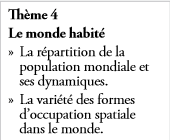 Thème 4
Le monde habité
» La répartition de la
population mondiale et
ses dynamiques.
» La variété des formes
d’occupation spatiale
dans le monde.